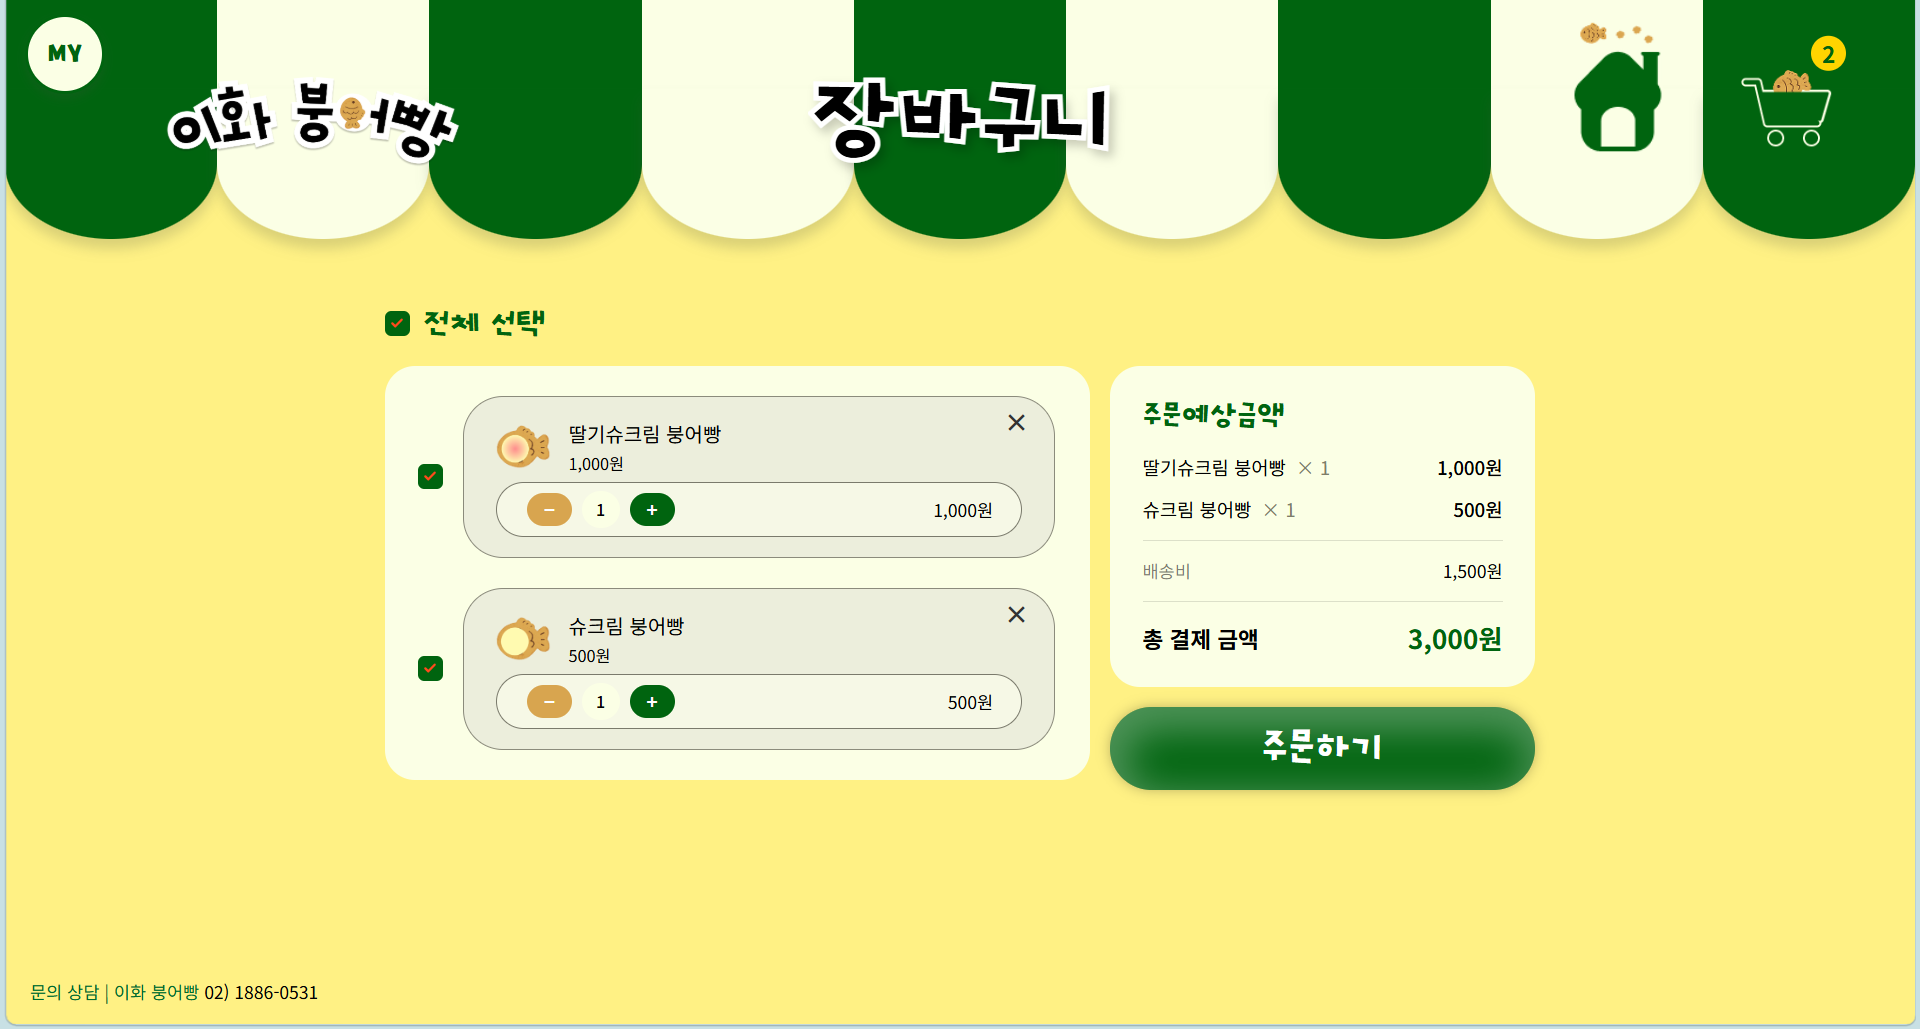 MY
이화 붕어빵
장바구니
2
전체 선택
딸기슈크림 붕어빵
1,000원
− 1 + 1,000원
슈크림 붕어빵
500원
− 1 + 500원
주문예상금액
딸기슈크림 붕어빵 × 1 1,000원
슈크림 붕어빵 × 1 500원
배송비 1,500원
총 결제 금액 3,000원
주문하기
문의 상담 | 이화 붕어빵 02) 1886-0531